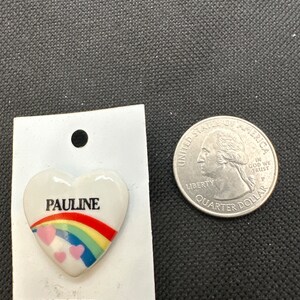 PAULINE
UNITED STATES OF AMERICA
LIBERTY
IN
GOD WE
TRUST
P
QUARTER DOLLAR